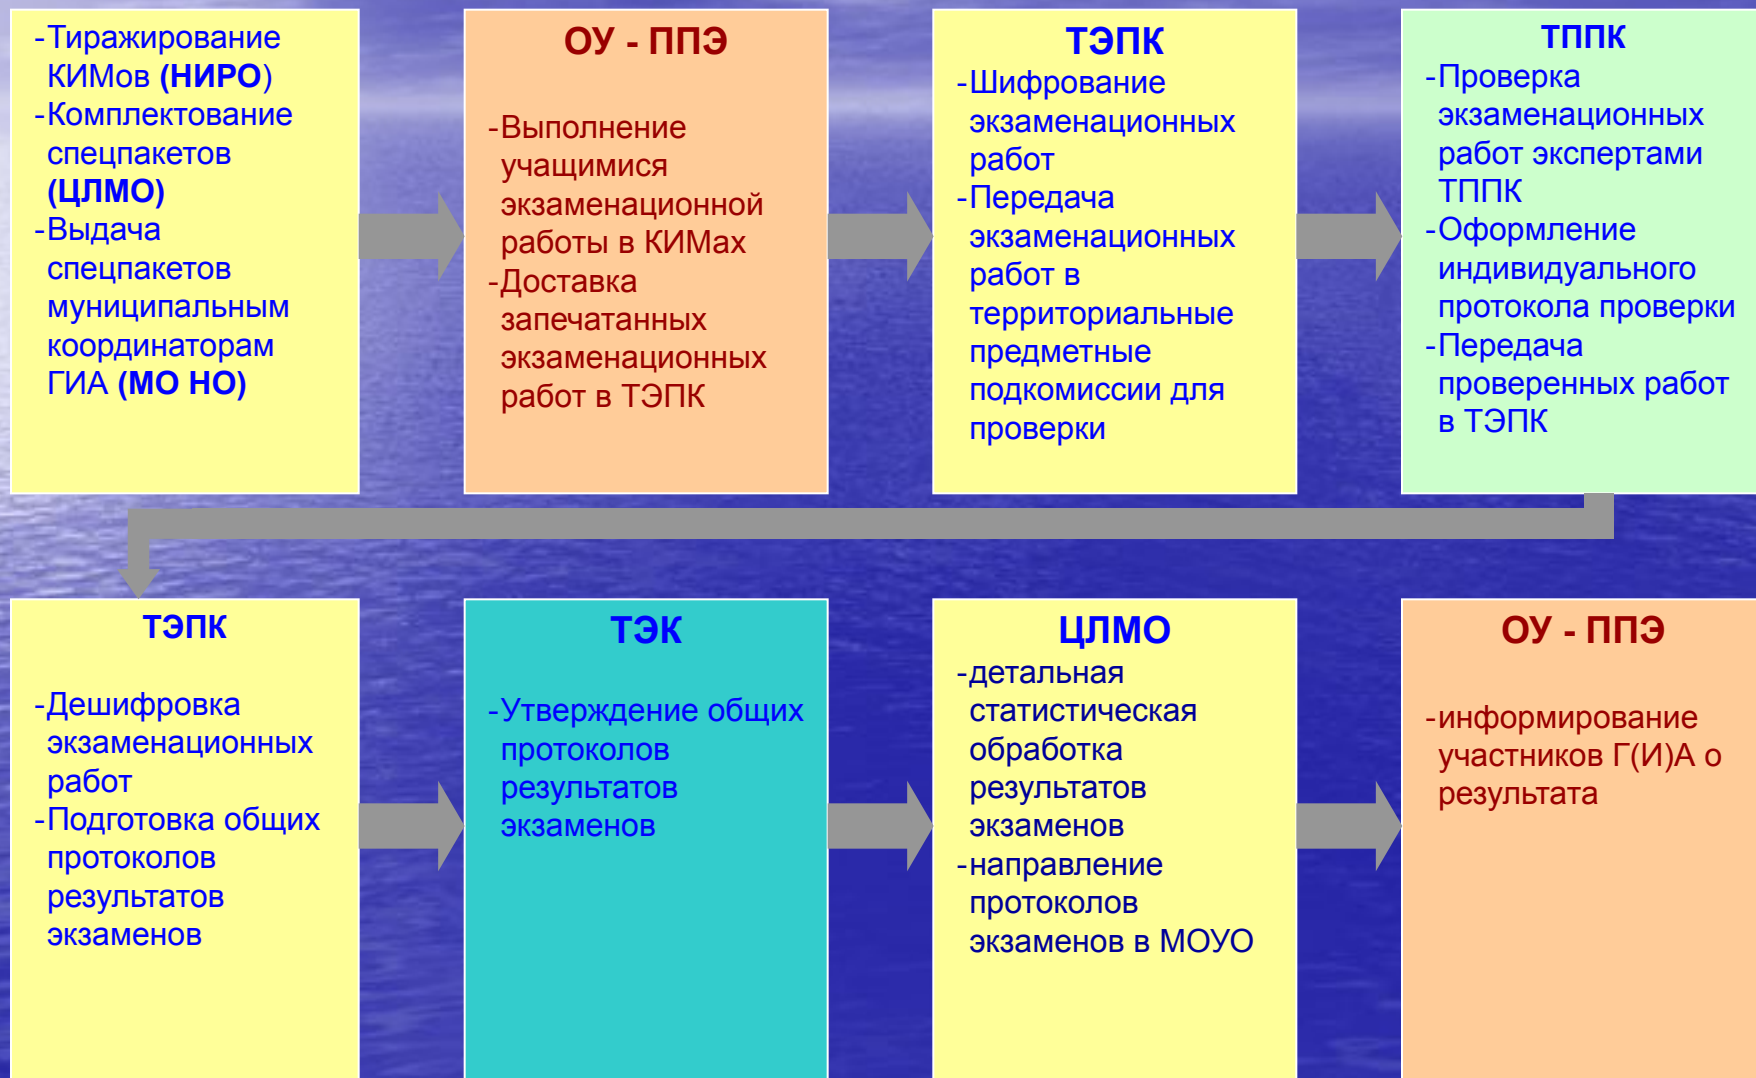 -Тиражирование
КИМов (НИРО)
-Комплектование
спецпакетов
(ЦЛМО)
-Выдача
спецпакетов
муниципальным
координаторам
ГИА (МО НО)
ОУ - ППЭ
-Выполнение
учащимися
экзаменационной
работы в КИМах
-Доставка
запечатанных
экзаменационных
работ в ТЭПК
ТЭПК
-Шифрование
экзаменационных
работ
-Передача
экзаменационных
работ в
территориальные
предметные
подкомиссии для
проверки
ТППК
-Проверка
экзаменационных
работ экспертами
ТППК
-Оформление
индивидуального
протокола проверки
-Передача
проверенных работ
в ТЭПК
ТЭПК
-Дешифровка
экзаменационных
работ
-Подготовка общих
протоколов
результатов
экзаменов
ТЭК
-Утверждение общих
протоколов
результатов
экзаменов
ЦЛМО
-детальная
статистическая
обработка
результатов
экзаменов
-направление
протоколов
экзаменов в МОУО
ОУ - ППЭ
-информирование
участников Г(И)А о
результата